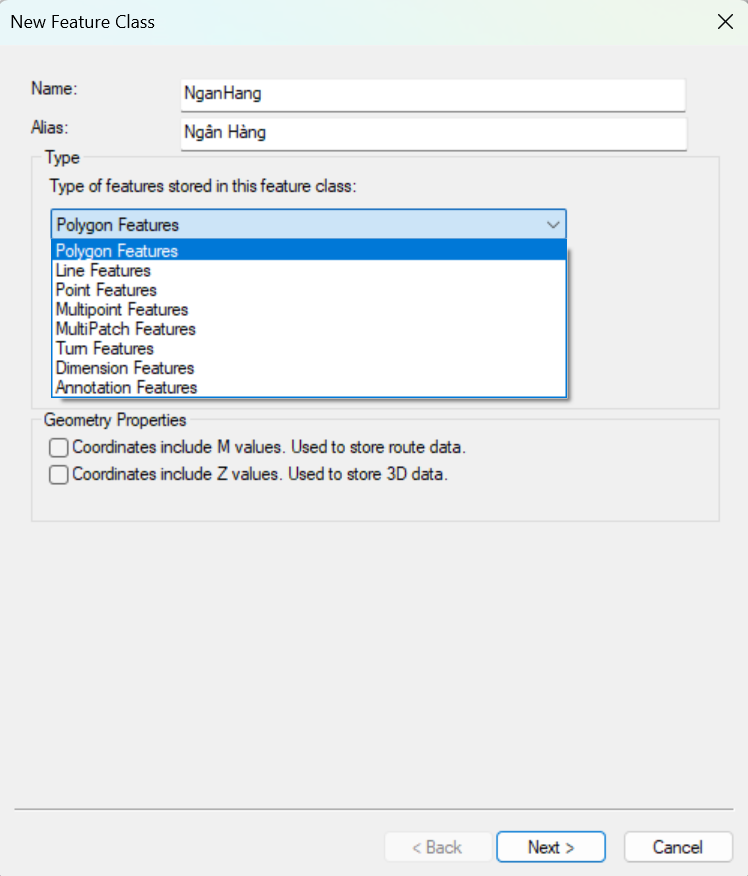 New Feature Class
Name:
NganHang
Alias:
Ngân Hàng
Type
Type of features stored in this feature class:
Polygon Features
Polygon Features
Line Features
Point Features
Multipoint Features
MultiPatch Features
Turn Features
Dimension Features
Annotation Features
Geometry Properties
Coordinates include M values. Used to store route data.
Coordinates include Z values. Used to store 3D data.
< Back Next > Cancel